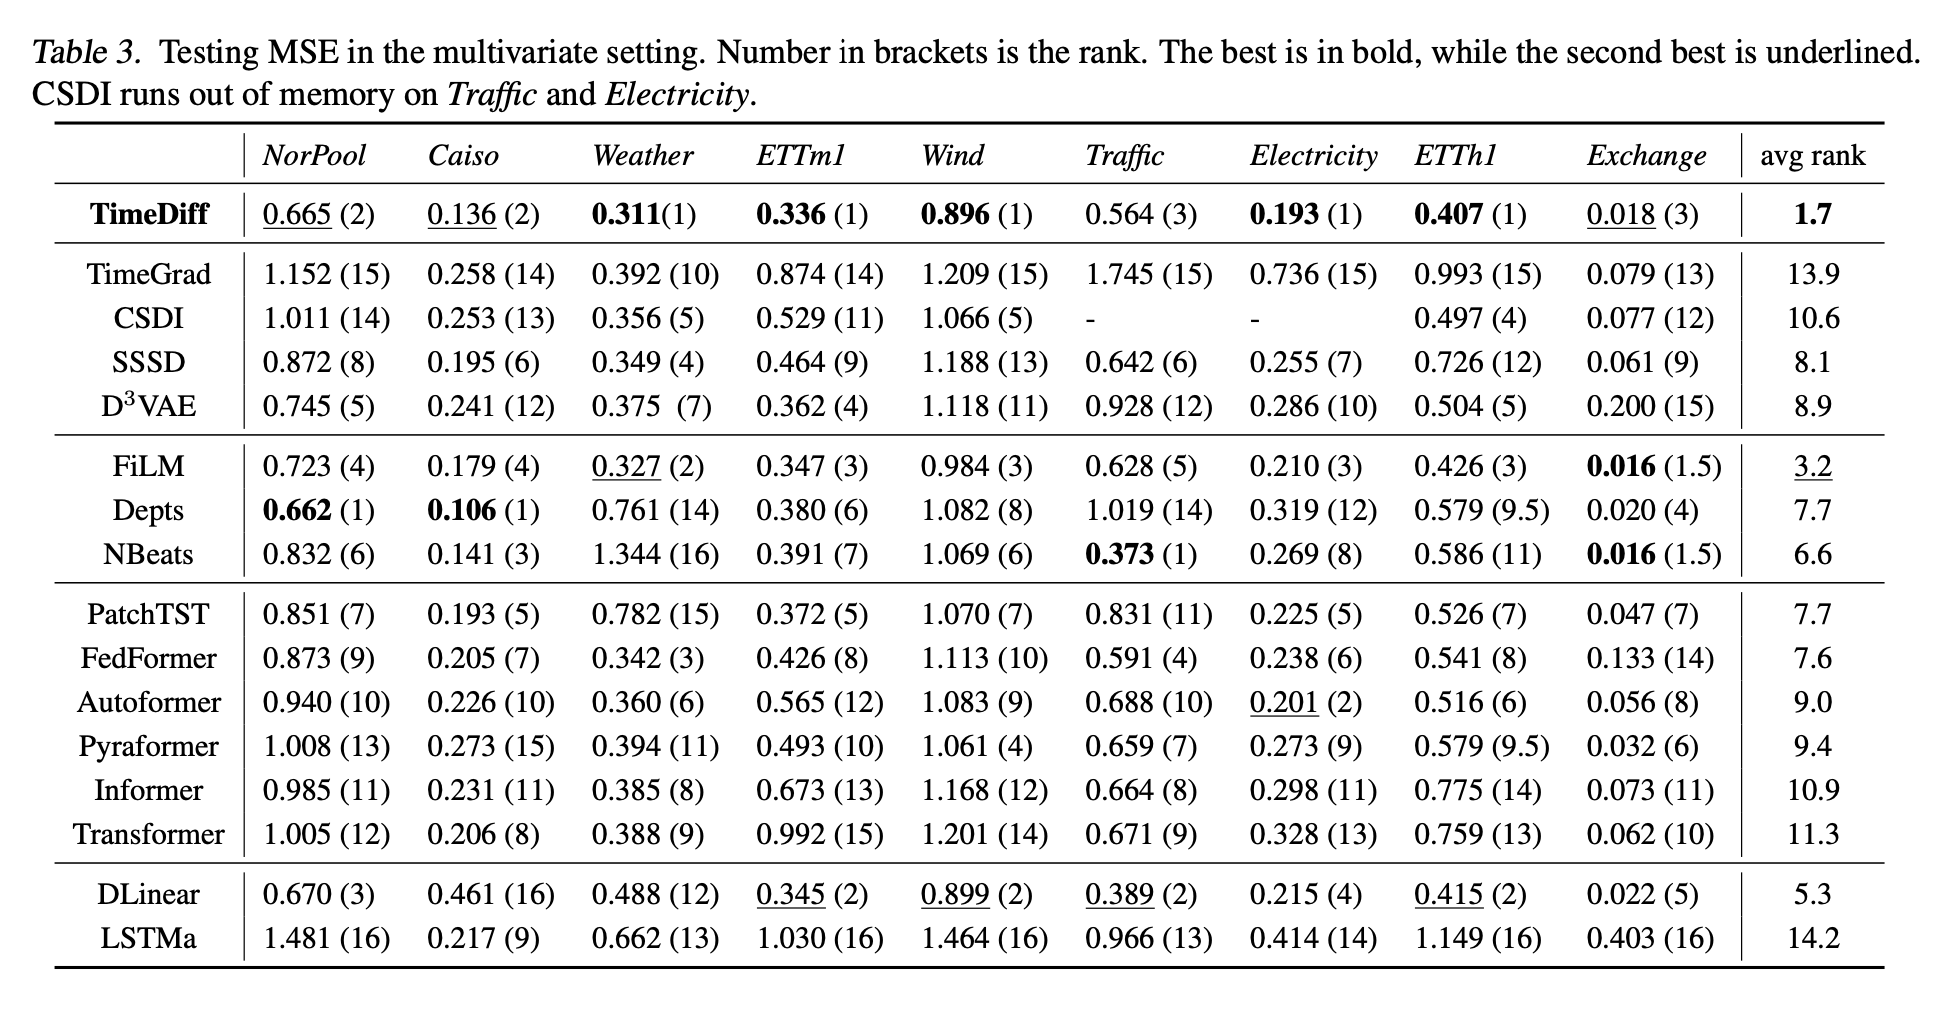 Table 3. Testing MSE in the multivariate setting. Number in brackets is the rank. The best is in bold, while the second best is underlined.
CSDI runs out of memory on Traffic and Electricity.
NorPool Caiso Weather ETTm1 Wind Traffic Electricity ETTh1 Exchange avg rank
TimeDiff 0.665 (2) 0.136 (2) 0.311(1) 0.336 (1) 0.896 (1) 0.564 (3) 0.193 (1) 0.407 (1) 0.018 (3) 1.7
TimeGrad 1.152 (15) 0.258 (14) 0.392 (10) 0.874 (14) 1.209 (15) 1.745 (15) 0.736 (15) 0.993 (15) 0.079 (13) 13.9
CSDI 1.011 (14) 0.253 (13) 0.356 (5) 0.529 (11) 1.066 (5) - - 0.497 (4) 0.077 (12) 10.6
SSSD 0.872 (8) 0.195 (6) 0.349 (4) 0.464 (9) 1.188 (13) 0.642 (6) 0.255 (7) 0.726 (12) 0.061 (9) 8.1
D³VAE 0.745 (5) 0.241 (12) 0.375 (7) 0.362 (4) 1.118 (11) 0.928 (12) 0.286 (10) 0.504 (5) 0.200 (15) 8.9
FiLM 0.723 (4) 0.179 (4) 0.327 (2) 0.347 (3) 0.984 (3) 0.628 (5) 0.210 (3) 0.426 (3) 0.016 (1.5) 3.2
Depts 0.662 (1) 0.106 (1) 0.761 (14) 0.380 (6) 1.082 (8) 1.019 (14) 0.319 (12) 0.579 (9.5) 0.020 (4) 7.7
NBeats 0.832 (6) 0.141 (3) 1.344 (16) 0.391 (7) 1.069 (6) 0.373 (1) 0.269 (8) 0.586 (11) 0.016 (1.5) 6.6
PatchTST 0.851 (7) 0.193 (5) 0.782 (15) 0.372 (5) 1.070 (7) 0.831 (11) 0.225 (5) 0.526 (7) 0.047 (7) 7.7
FedFormer 0.873 (9) 0.205 (7) 0.342 (3) 0.426 (8) 1.113 (10) 0.591 (4) 0.238 (6) 0.541 (8) 0.133 (14) 7.6
Autoformer 0.940 (10) 0.226 (10) 0.360 (6) 0.565 (12) 1.083 (9) 0.688 (10) 0.201 (2) 0.516 (6) 0.056 (8) 9.0
Pyraformer 1.008 (13) 0.273 (15) 0.394 (11) 0.493 (10) 1.061 (4) 0.659 (7) 0.273 (9) 0.579 (9.5) 0.032 (6) 9.4
Informer 0.985 (11) 0.231 (11) 0.385 (8) 0.673 (13) 1.168 (12) 0.664 (8) 0.298 (11) 0.775 (14) 0.073 (11) 10.9
Transformer 1.005 (12) 0.206 (8) 0.388 (9) 0.992 (15) 1.201 (14) 0.671 (9) 0.328 (13) 0.759 (13) 0.062 (10) 11.3
DLinear 0.670 (3) 0.461 (16) 0.488 (12) 0.345 (2) 0.899 (2) 0.389 (2) 0.215 (4) 0.415 (2) 0.022 (5) 5.3
LSTMa 1.481 (16) 0.217 (9) 0.662 (13) 1.030 (16) 1.464 (16) 0.966 (13) 0.414 (14) 1.149 (16) 0.403 (16) 14.2